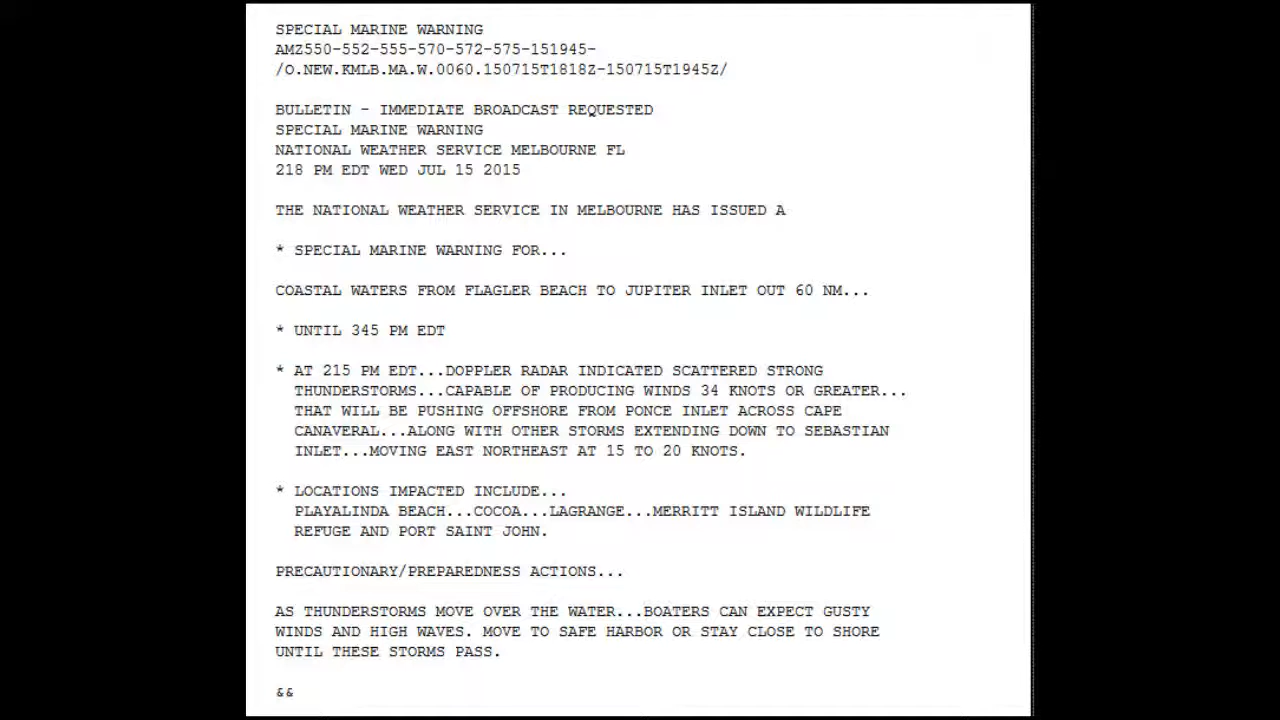 SPECIAL MARINE WARNING
AMZ550-552-555-570-572-575-151945-
/O.NEW.KMLB.MA.W.0060.150715T1818Z-150715T1945Z/
BULLETIN - IMMEDIATE BROADCAST REQUESTED
SPECIAL MARINE WARNING
NATIONAL WEATHER SERVICE MELBOURNE FL
218 PM EDT WED JUL 15 2015
THE NATIONAL WEATHER SERVICE IN MELBOURNE HAS ISSUED A
* SPECIAL MARINE WARNING FOR...
COASTAL WATERS FROM FLAGLER BEACH TO JUPITER INLET OUT 60 NM...
* UNTIL 345 PM EDT
* AT 215 PM EDT...DOPPLER RADAR INDICATED SCATTERED STRONG
THUNDERSTORMS...CAPABLE OF PRODUCING WINDS 34 KNOTS OR GREATER...
THAT WILL BE PUSHING OFFSHORE FROM PONCE INLET ACROSS CAPE
CANAVERAL...ALONG WITH OTHER STORMS EXTENDING DOWN TO SEBASTIAN
INLET...MOVING EAST NORTHEAST AT 15 TO 20 KNOTS.
* LOCATIONS IMPACTED INCLUDE...
PLAYALINDA BEACH...COCOA...LAGRANGE...MERRITT ISLAND WILDLIFE
REFUGE AND PORT SAINT JOHN.
PRECAUTIONARY/PREPAREDNESS ACTIONS...
AS THUNDERSTORMS MOVE OVER THE WATER...BOATERS CAN EXPECT GUSTY
WINDS AND HIGH WAVES. MOVE TO SAFE HARBOR OR STAY CLOSE TO SHORE
UNTIL THESE STORMS PASS.
&&